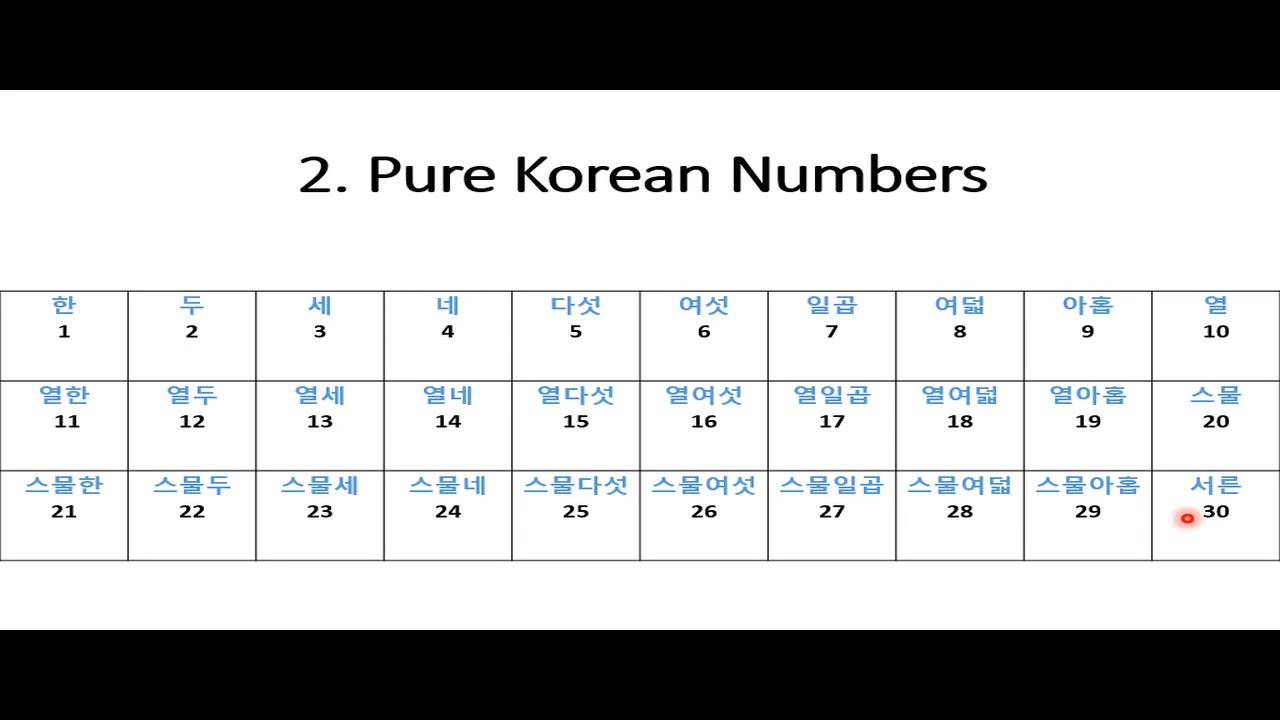 2. Pure Korean Numbers
한 두 세 네 다섯 여섯 일곱 여덟 아홉 열
1 2 3 4 5 6 7 8 9 10
열한 열두 열세 열네 열다섯 열여섯 열일곱 열여덟 열아홉 스물
11 12 13 14 15 16 17 18 19 20
스물한 스물두 스물세 스물네 스물다섯 스물여섯 스물일곱 스물여덟 스물아홉 서른
21 22 23 24 25 26 27 28 29 30